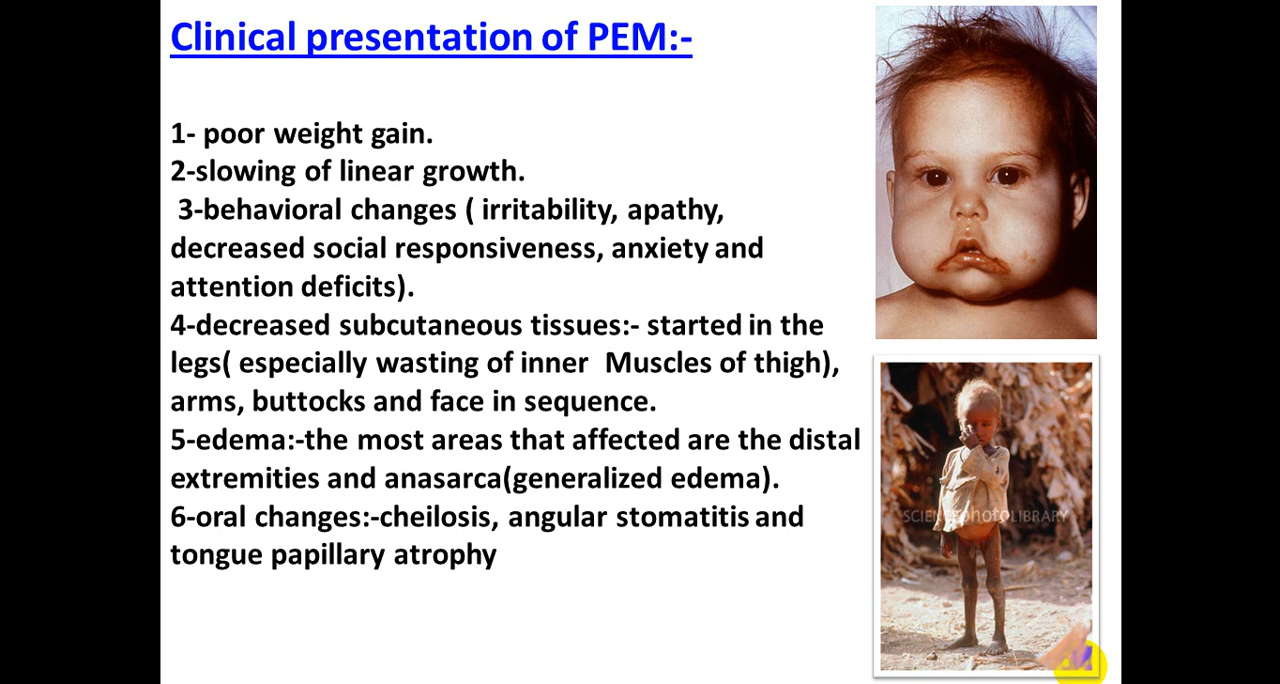 Clinical presentation of PEM:-
1- poor weight gain.
2-slowing of linear growth.
3-behavioral changes ( irritability, apathy,
decreased social responsiveness, anxiety and
attention deficits).
4-decreased subcutaneous tissues:- started in the
legs( especially wasting of inner  Muscles of thigh),
arms, buttocks and face in sequence.
5-edema:-the most areas that affected are the distal
extremities and anasarca(generalized edema).
6-oral changes:-cheilosis, angular stomatitis and
tongue papillary atrophy
SCIENCEPHOTOLIBRARY